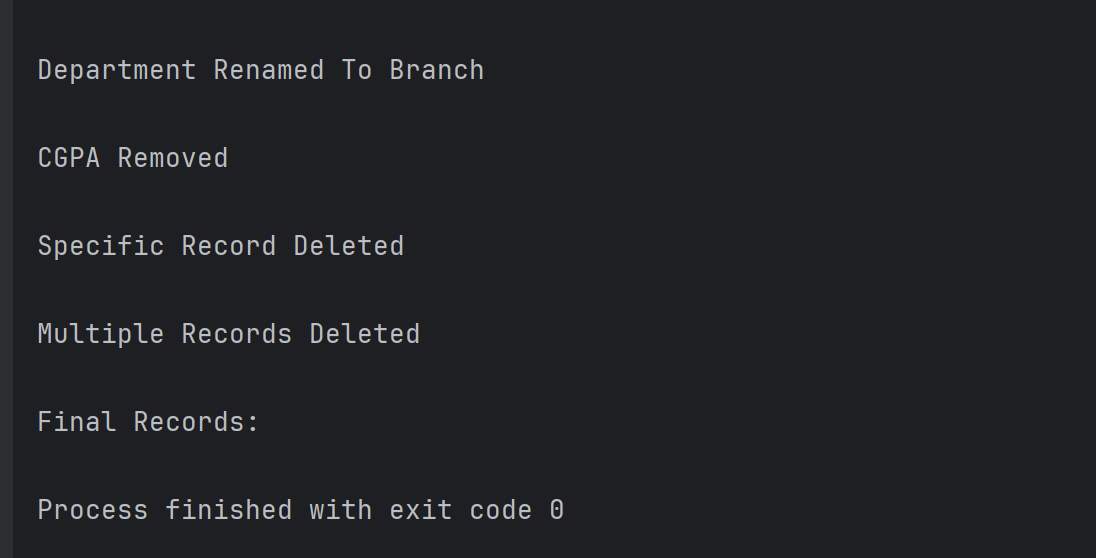 Department Renamed To Branch
CGPA Removed
Specific Record Deleted
Multiple Records Deleted
Final Records:
Process finished with exit code 0